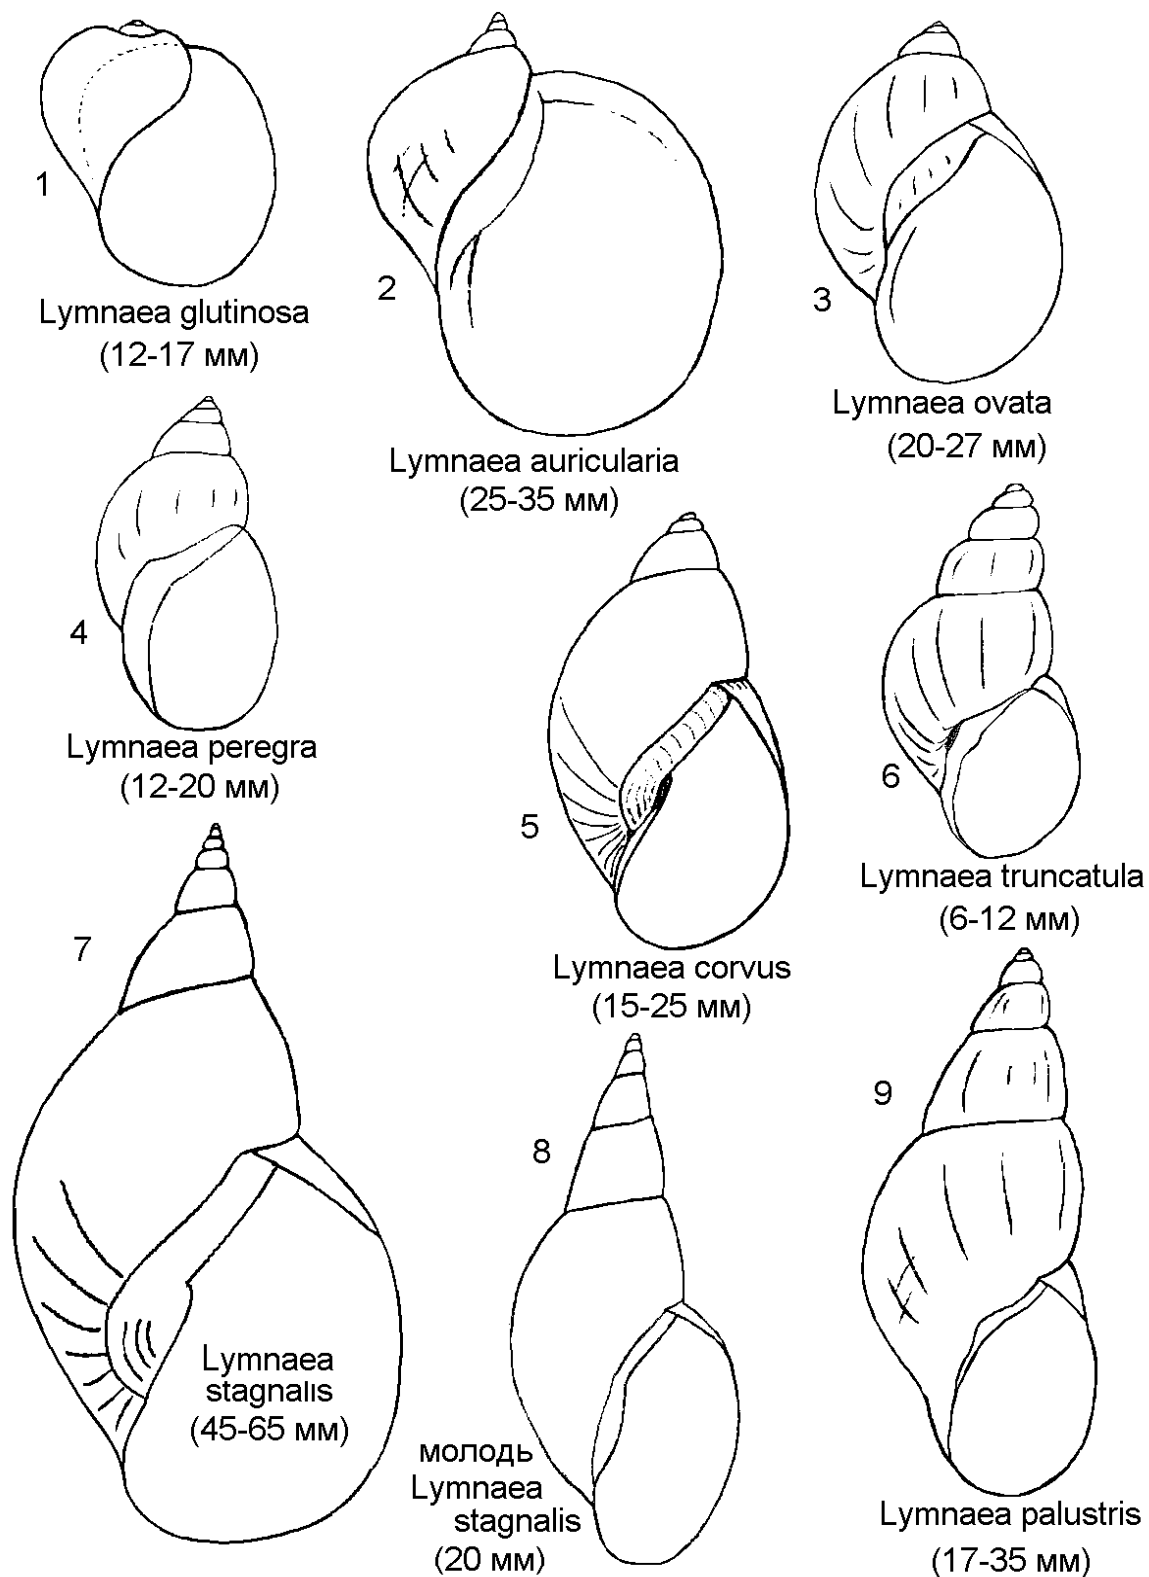 1
Lymnaea glutinosa
(12-17 мм)
2
Lymnaea auricularia
(25-35 мм)
3
Lymnaea ovata
(20-27 мм)
4
Lymnaea peregra
(12-20 мм)
5
Lymnaea corvus
(15-25 мм)
6
Lymnaea truncatula
(6-12 мм)
7
Lymnaea
stagnalis
(45-65 мм)
8
молодь
Lymnaea
stagnalis
(20 мм)
9
Lymnaea palustris
(17-35 мм)